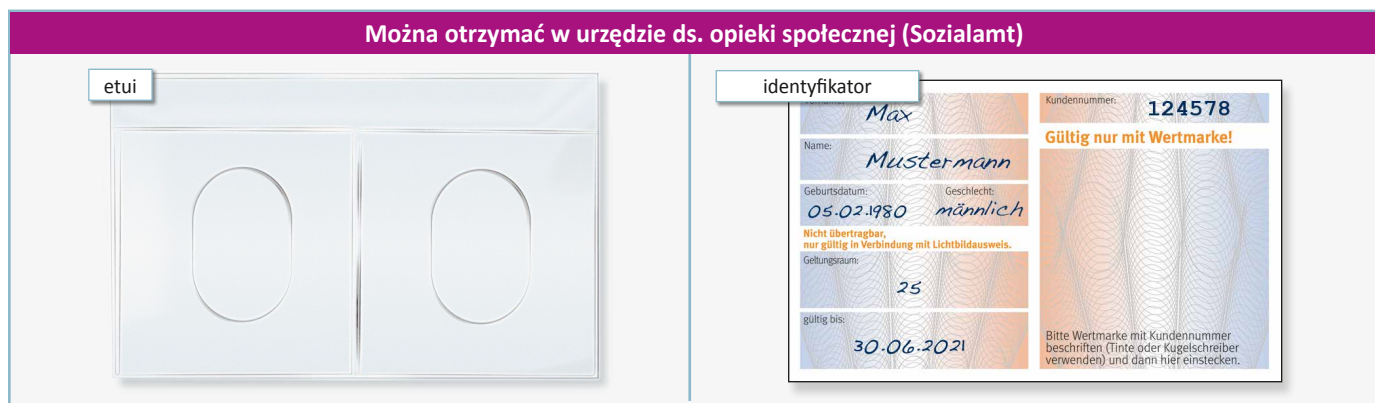 Można otrzymać w urzędzie ds. opieki społecznej (Sozialamt)
etui
identyfikator
Max
Name:
Mustermann
Geburtsdatum: Geschlecht:
05.02.1980 männlich
Nicht übertragbar,
nur gültig in Verbindung mit Lichtbildausweis.
Geltungsraum:
25
gültig bis:
30.06.2021
Kundennummer: 124578
Gültig nur mit Wertmarke!
Bitte Wertmarke mit Kundennummer
beschriften (Tinte oder Kugelschreiber
verwenden) und dann hier einstecken.